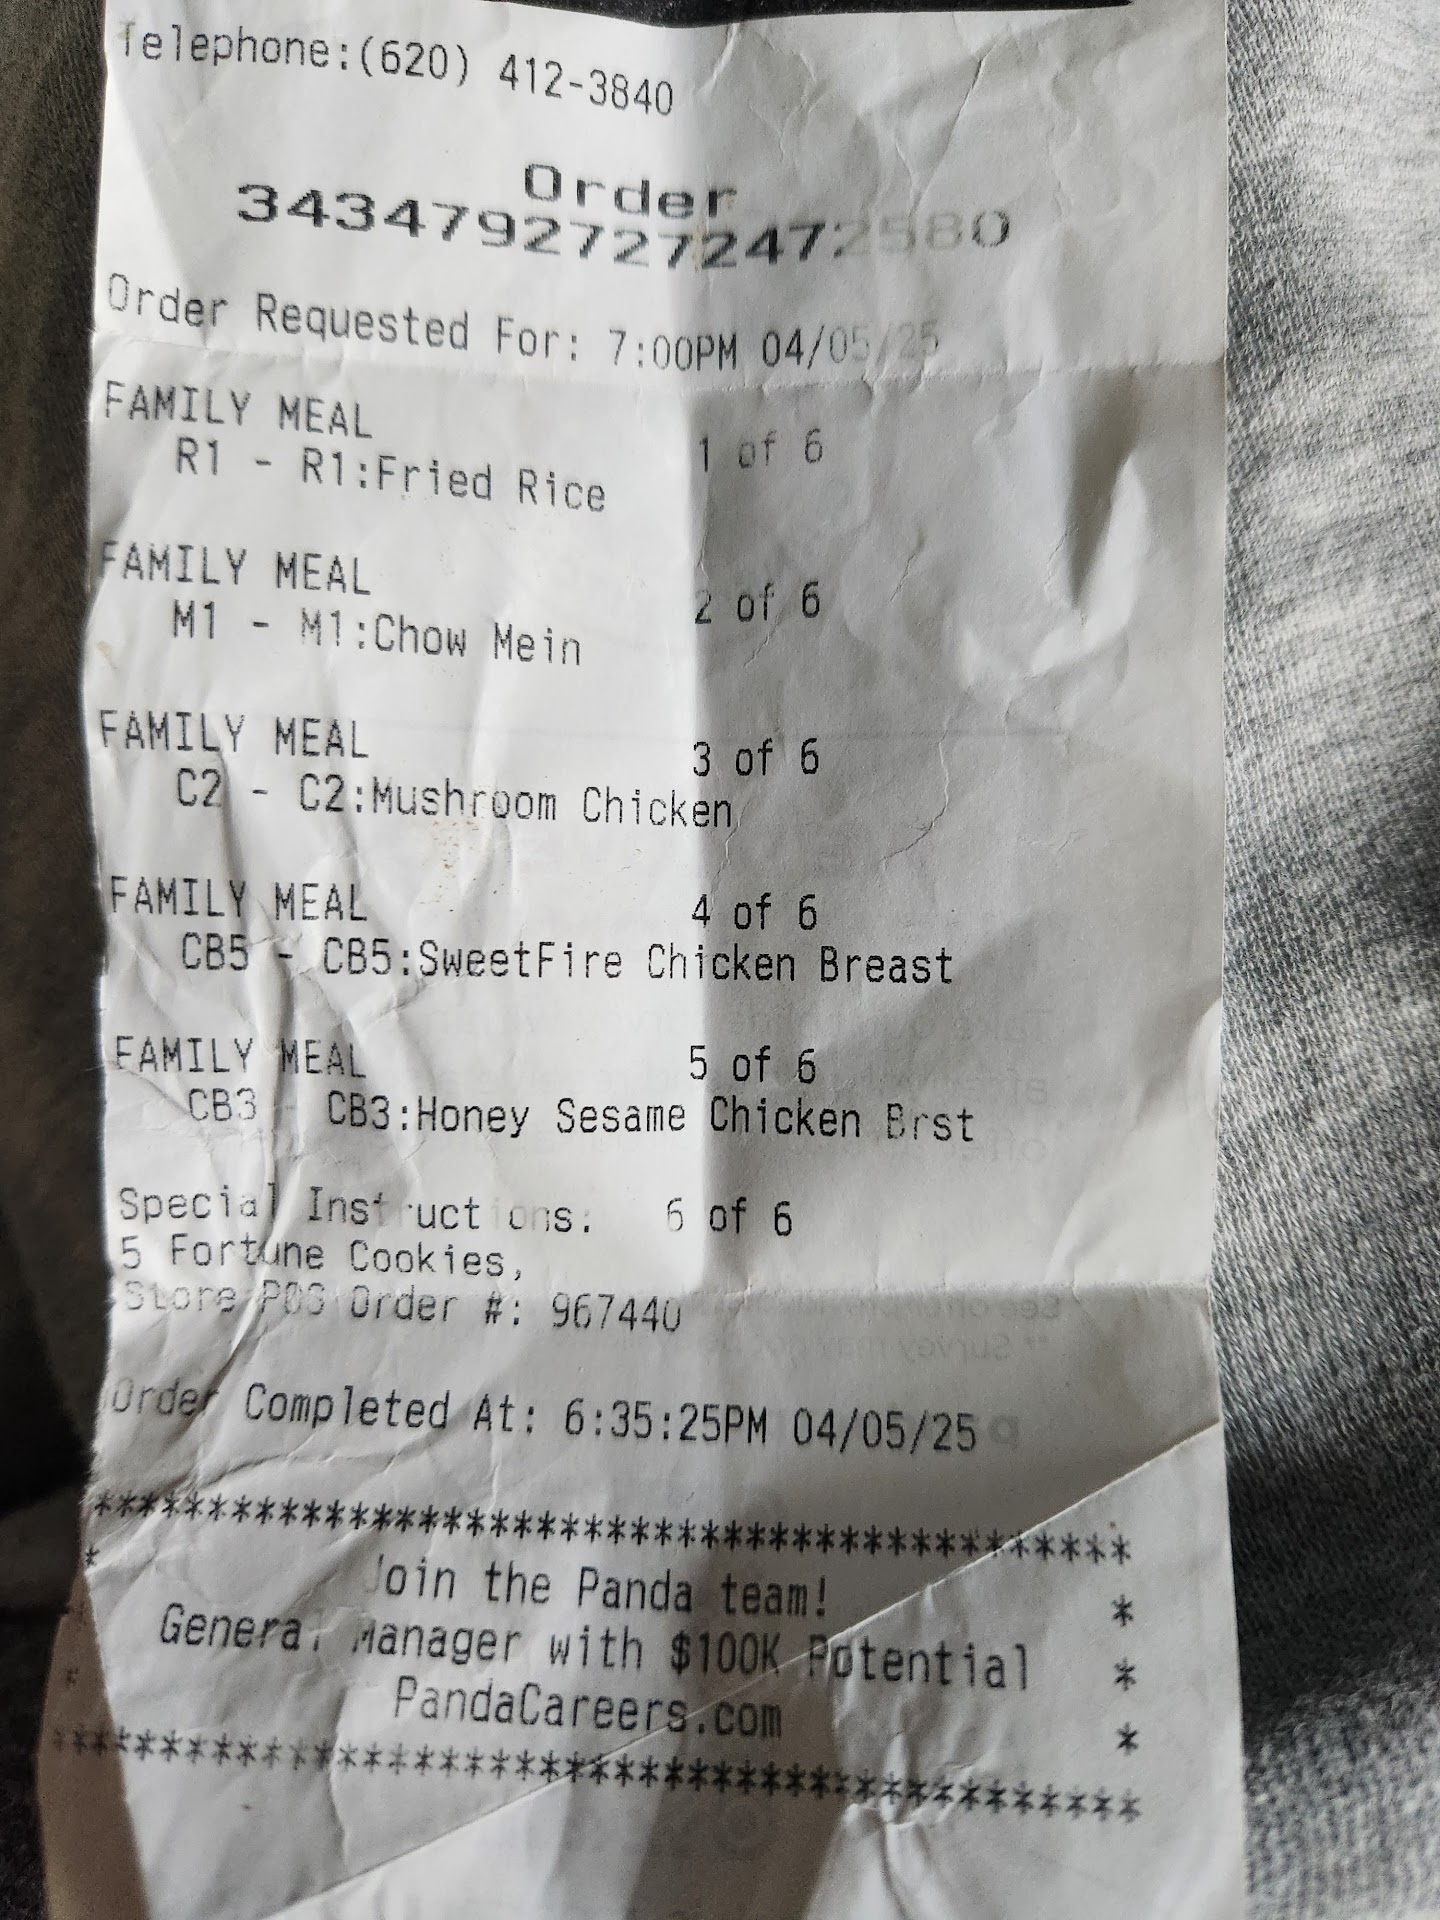 Telephone:(620) 412-3840
Order
34347927272472580
Order Requested For: 7:00PM 04/05/25
FAMILY MEAL 1 of 6
R1 - R1:Fried Rice
FAMILY MEAL 2 of 6
M1 - M1:Chow Mein
FAMILY MEAL 3 of 6
C2 - C2:Mushroom Chicken
FAMILY MEAL 4 of 6
CB5 - CB5:SweetFire Chicken Breast
FAMILY MEAL 5 of 6
CB3 - CB3:Honey Sesame Chicken Brst
Special Instructions: 6 of 6
5 Fortune Cookies,
Store POS Order #: 967440
Order Completed At: 6:35:25PM 04/05/25
Join the Panda team!
General Manager with $100K Potential
PandaCareers.com